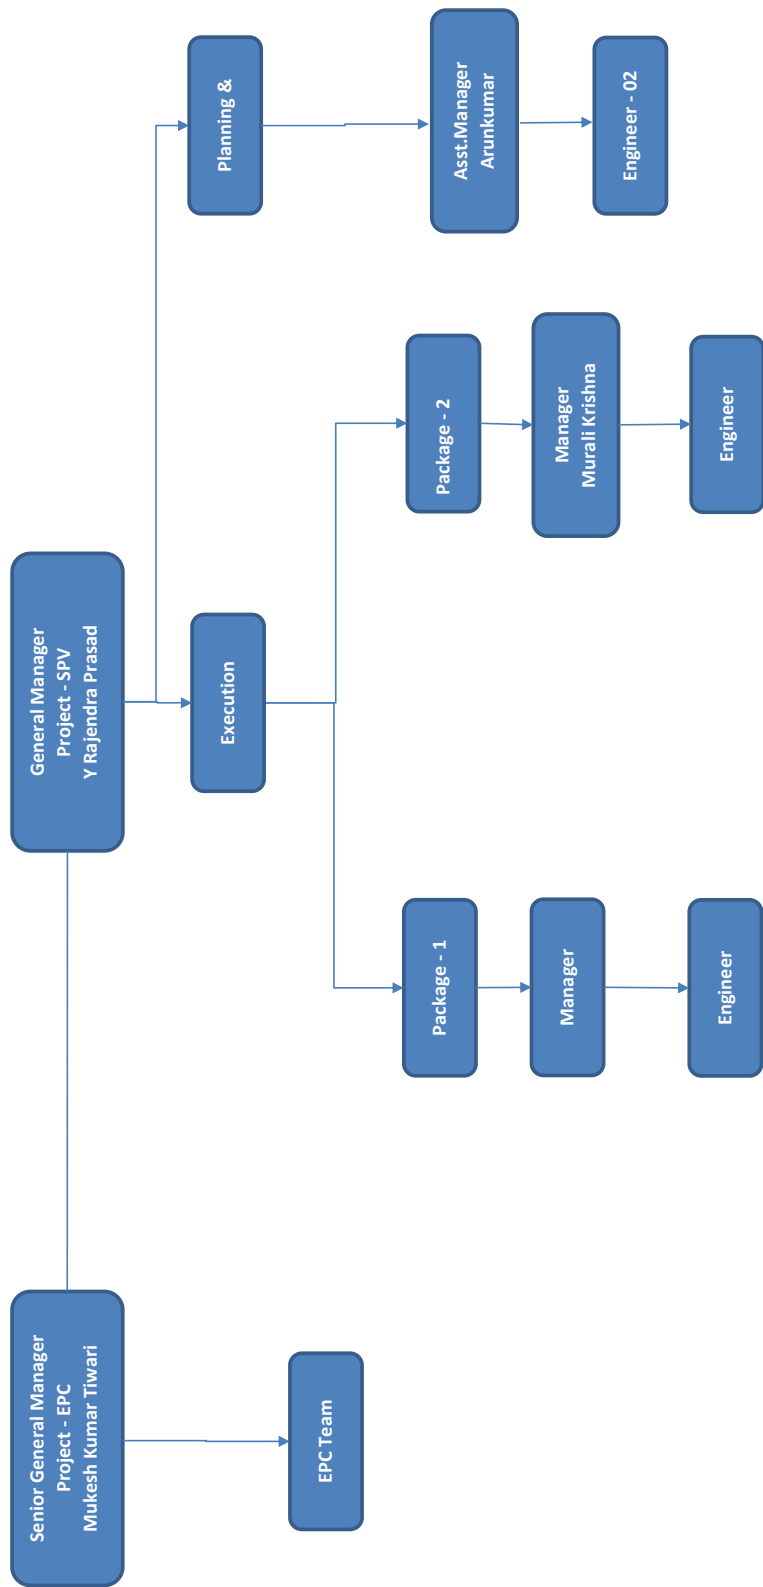 Senior General Manager
Project - EPC
Mukesh Kumar Tiwari
General Manager
Project - SPV
Y Rajendra Prasad
EPC Team
Execution
Planning &
Package - 1
Package - 2
Asst.Manager
Arunkumar
Manager
Manager
Murali Krishna
Engineer - 02
Engineer
Engineer